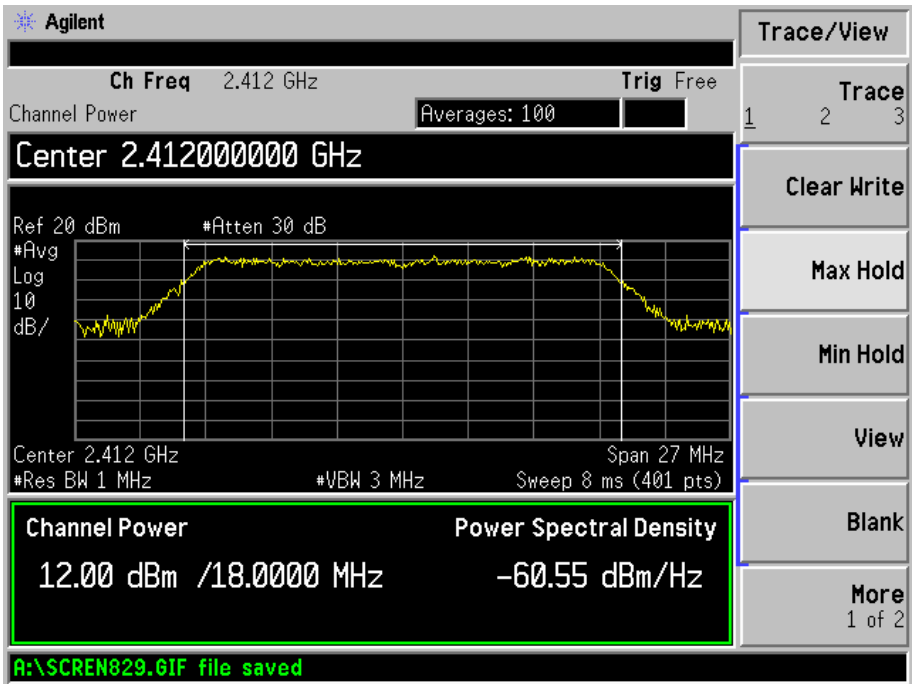 Agilent
Trace/View
Ch Freq 2.412 GHz Trig Free
Channel Power Averages: 100
Center 2.412000000 GHz
Ref 20 dBm #Atten 30 dB
#Avg
Log
10
dB/
Center 2.412 GHz Span 27 MHz
#Res BW 1 MHz #VBW 3 MHz Sweep 8 ms (401 pts)
Channel Power Power Spectral Density
12.00 dBm /18.0000 MHz -60.55 dBm/Hz
A:\SCREN829.GIF file saved
Trace
1 2 3
Clear Write
Max Hold
Min Hold
View
Blank
More
1 of 2